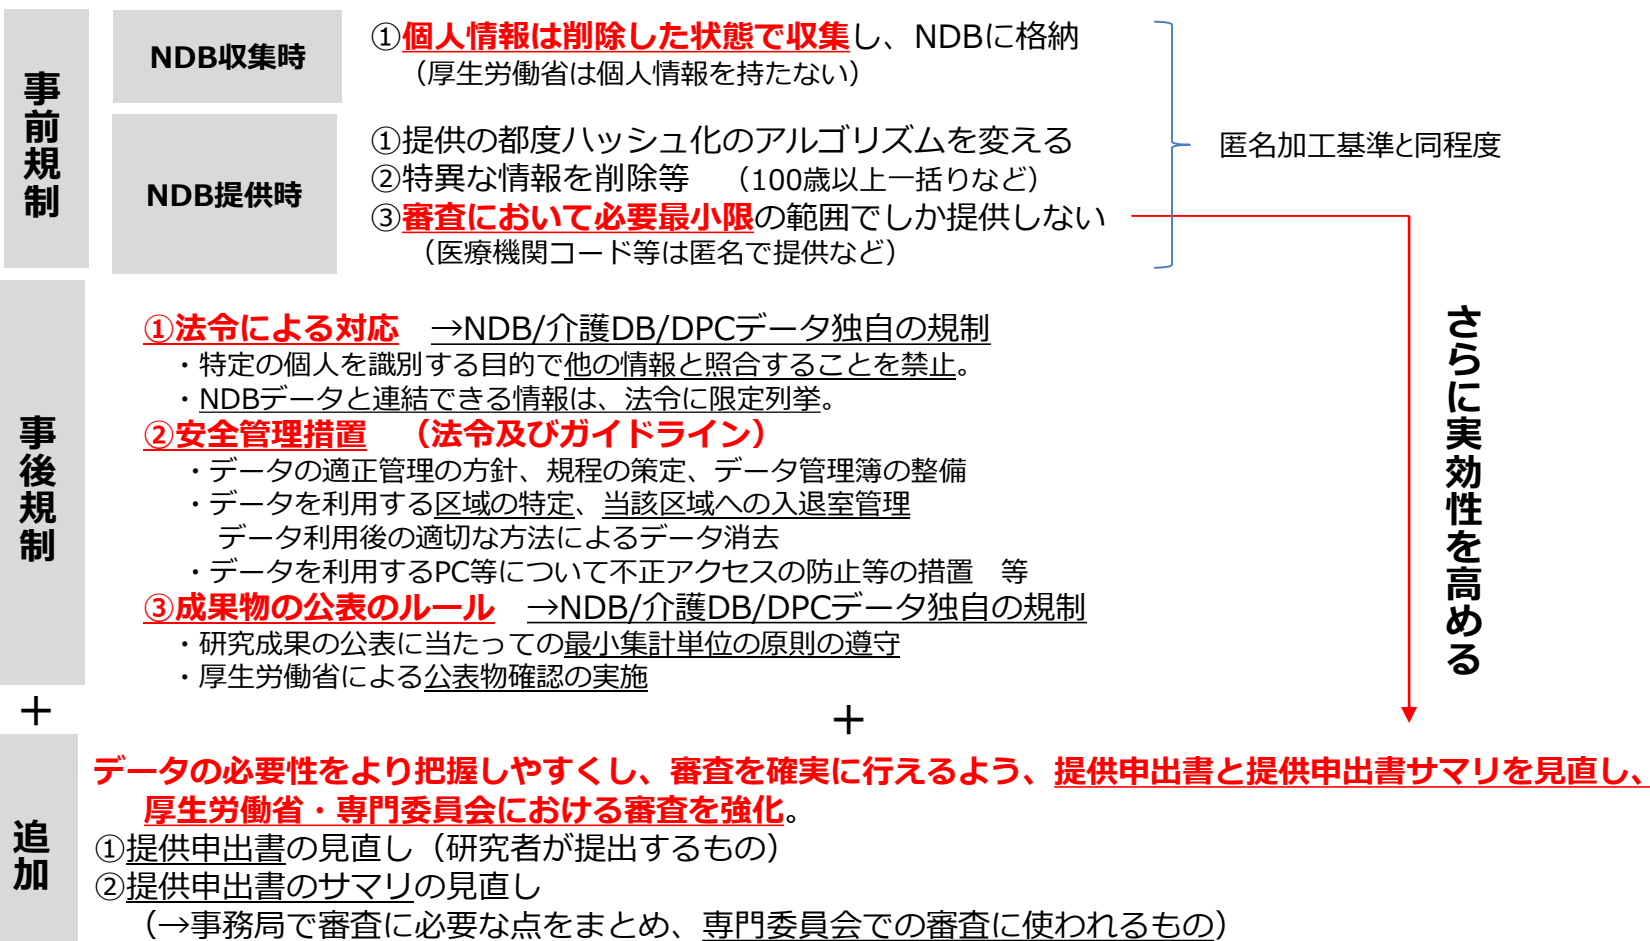 事前規制
NDB収集時
①個人情報は削除した状態で収集し、NDBに格納
（厚生労働省は個人情報を持たない）
NDB提供時
①提供の都度ハッシュ化のアルゴリズムを変える
②特異な情報を削除等　（100歳以上一括りなど）
③審査において必要最小限の範囲でしか提供しない
（医療機関コード等は匿名で提供など）
匿名加工基準と同程度
さらに実効性を高める
事後規制
①法令による対応　→NDB/介護DB/DPCデータ独自の規制
・特定の個人を識別する目的で他の情報と照合することを禁止。
・NDBデータと連結できる情報は、法令に限定列挙。
②安全管理措置　（法令及びガイドライン）
・データの適正管理の方針、規程の策定、データ管理簿の整備
・データを利用する区域の特定、当該区域への入退室管理
データ利用後の適切な方法によるデータ消去
・データを利用するPC等について不正アクセスの防止等の措置　等
③成果物の公表のルール　→NDB/介護DB/DPCデータ独自の規制
・研究成果の公表に当たっての最小集計単位の原則の遵守
・厚生労働省による公表物確認の実施
＋
＋
追加
データの必要性をより把握しやすくし、審査を確実に行えるよう、提供申出書と提供申出書サマリを見直し、
厚生労働省・専門委員会における審査を強化。
①提供申出書の見直し（研究者が提出するもの）
②提供申出書のサマリの見直し
（→事務局で審査に必要な点をまとめ、専門委員会での審査に使われるもの）